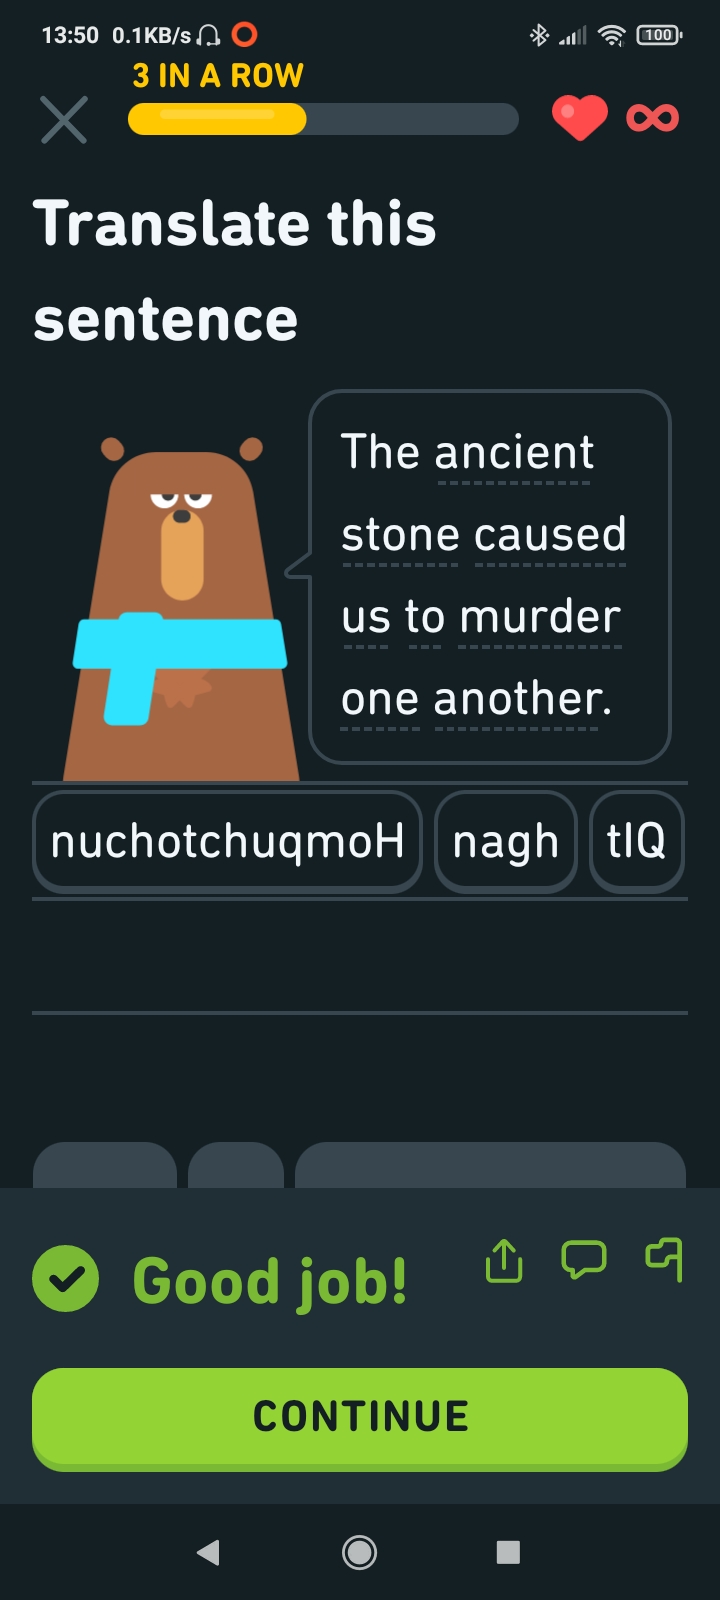 13:50 0.1KB/s 100
3 IN A ROW
Translate this
sentence
The ancient
stone caused
us to murder
one another.
nuchotchuqmoH nagh tIQ
Good job!
CONTINUE